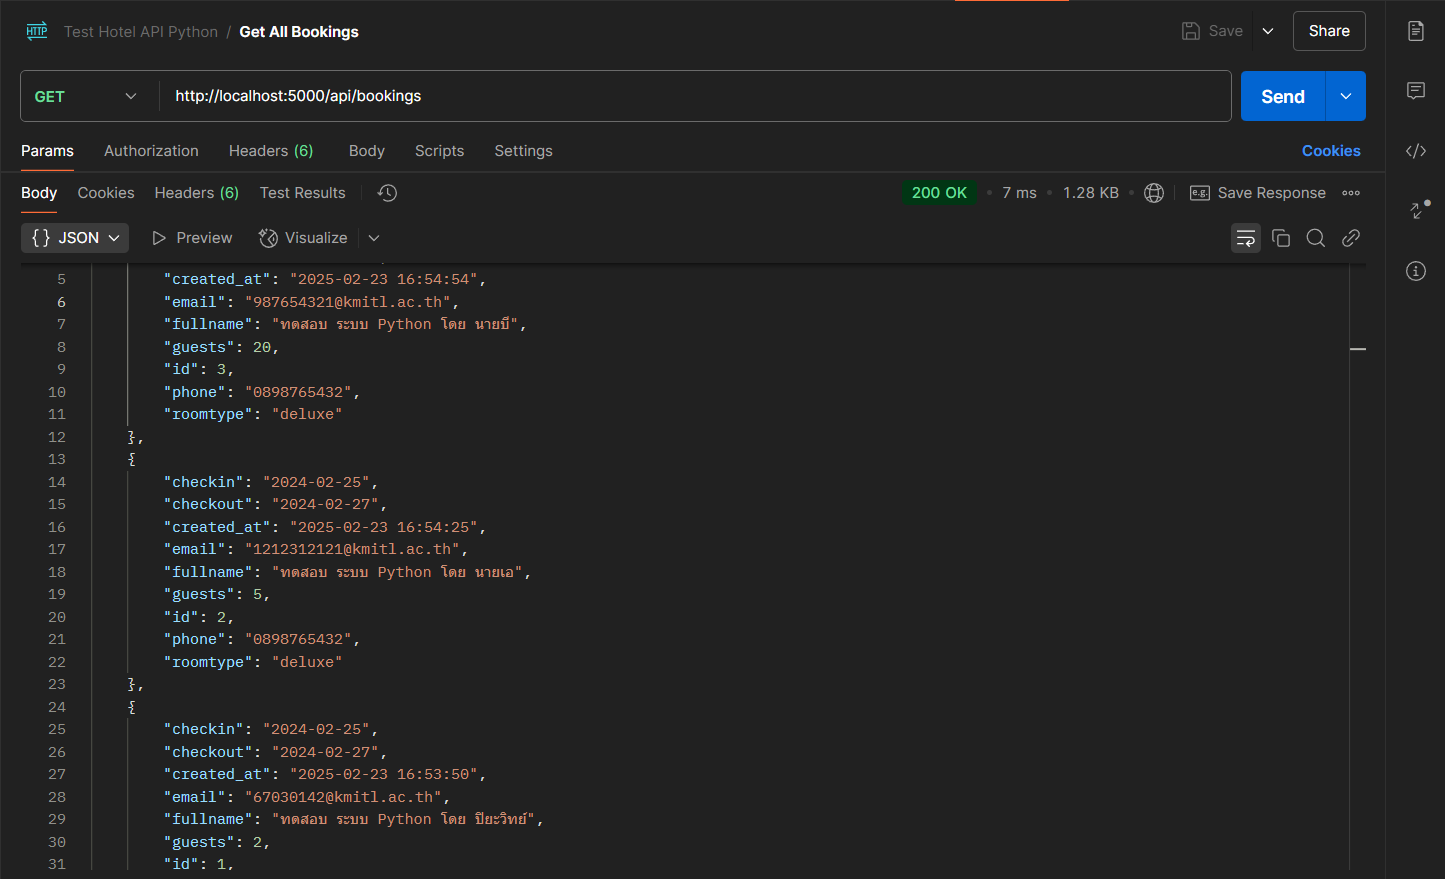 HTTP Test Hotel API Python / Get All Bookings Save Share
GET http://localhost:5000/api/bookings Send
Params Authorization Headers (6) Body Scripts Settings Cookies
Body Cookies Headers (6) Test Results 200 OK • 7 ms • 1.28 KB • e.g. Save Response
{} JSON Preview Visualize
5 "created_at": "2025-02-23 16:54:54",
6 "email": "987654321@kmitl.ac.th",
7 "fullname": "ทดสอบ ระบบ Python โดย นายบี",
8 "guests": 20,
9 "id": 3,
10 "phone": "0898765432",
11 "roomtype": "deluxe"
12 },
13 {
14 "checkin": "2024-02-25",
15 "checkout": "2024-02-27",
16 "created_at": "2025-02-23 16:54:25",
17 "email": "1212312121@kmitl.ac.th",
18 "fullname": "ทดสอบ ระบบ Python โดย นายเอ",
19 "guests": 5,
20 "id": 2,
21 "phone": "0898765432",
22 "roomtype": "deluxe"
23 },
24 {
25 "checkin": "2024-02-25",
26 "checkout": "2024-02-27",
27 "created_at": "2025-02-23 16:53:50",
28 "email": "67030142@kmitl.ac.th",
29 "fullname": "ทดสอบ ระบบ Python โดย ปิยะวิทย์",
30 "guests": 2,
31 "id": 1,